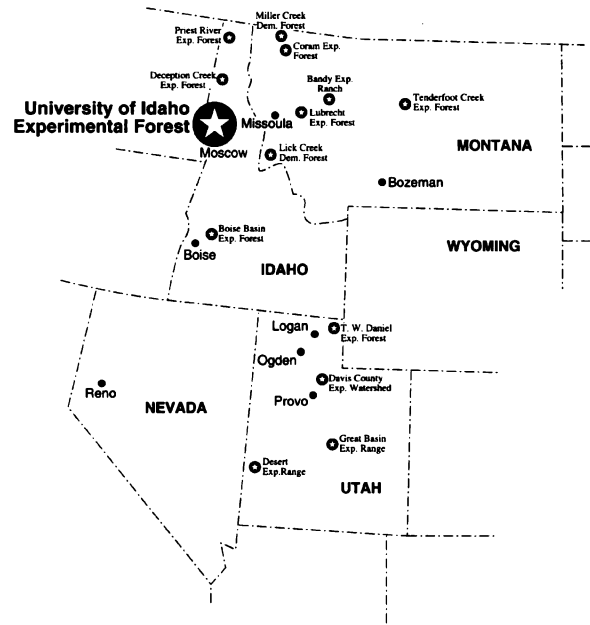 Miller Creek
Dem. Forest
Priest River
Exp. Forest
Coram Exp.
Forest
Deception Creek
Exp. Forest
Bandy Exp.
Ranch
Tenderfoot Creek
Exp. Forest
University of Idaho
Experimental Forest
Missoula
Lubrecht
Exp. Forest
Moscow
Lick Creek
Dem. Forest
MONTANA
Bozeman
Boise Basin
Exp. Forest
Boise
WYOMING
IDAHO
Logan
T. W. Daniel
Exp. Forest
Ogden
Davis County
Exp. Watershed
Reno
Provo
NEVADA
Great Basin
Exp. Range
Desert
Exp.Range
UTAH